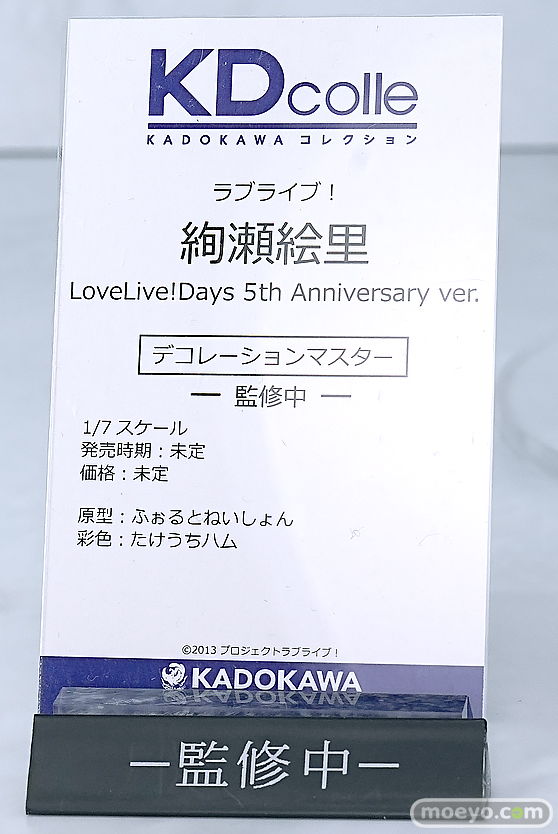 KDcolle
KADOKAWA コレクション
ラブライブ！
絢瀬絵里
LoveLive!Days 5th Anniversary ver.
デコレーションマスター
― 監修中 ―
1/7 スケール
発売時期：未定
価格：未定
原型：ふぉるとねいしょん
彩色：たけうちハム
©2013 プロジェクトラブライブ！
KADOKAWA
―監修中―
moeyo.com